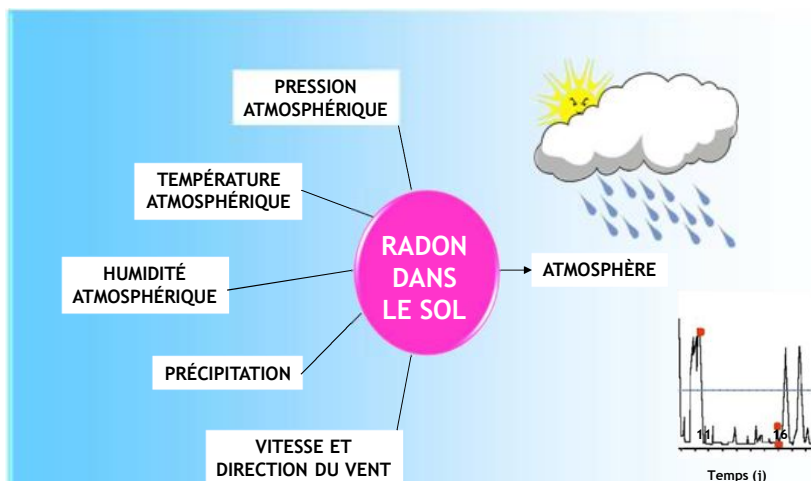 PRESSION
ATMOSPHÉRIQUE
TEMPÉRATURE
ATMOSPHÉRIQUE
HUMIDITÉ
ATMOSPHÉRIQUE
PRÉCIPITATION
VITESSE ET
DIRECTION DU VENT
RADON
DANS
LE SOL
ATMOSPHÈRE
11
16
Temps (j)